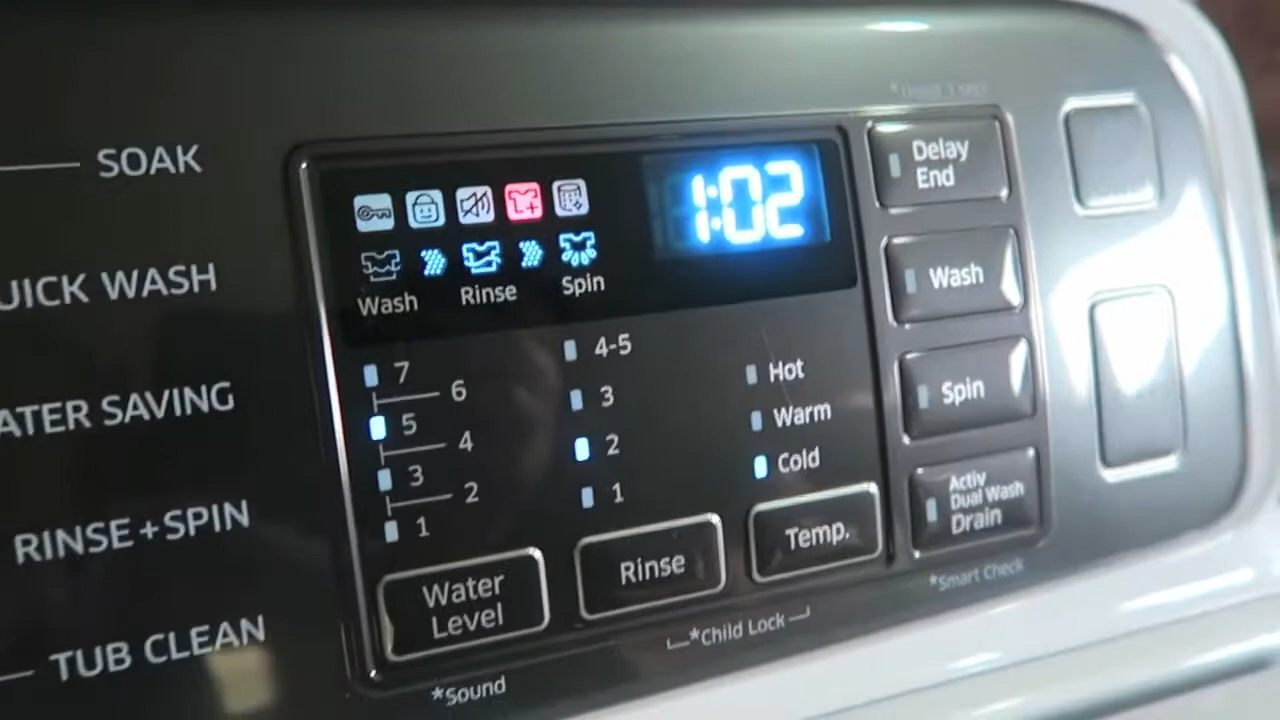 SOAK
UICK WASH
ATER SAVING
RINSE+SPIN
TUB CLEAN
1:02
Wash Rinse Spin
7
6
5
4
3
2
1
Water
Level
*Sound
4-5
3
2
1
Rinse
Hot
Warm
Cold
Temp.
*Child Lock
Delay
End
Wash
Spin
Activ
Dual Wash
Drain
*Smart Check